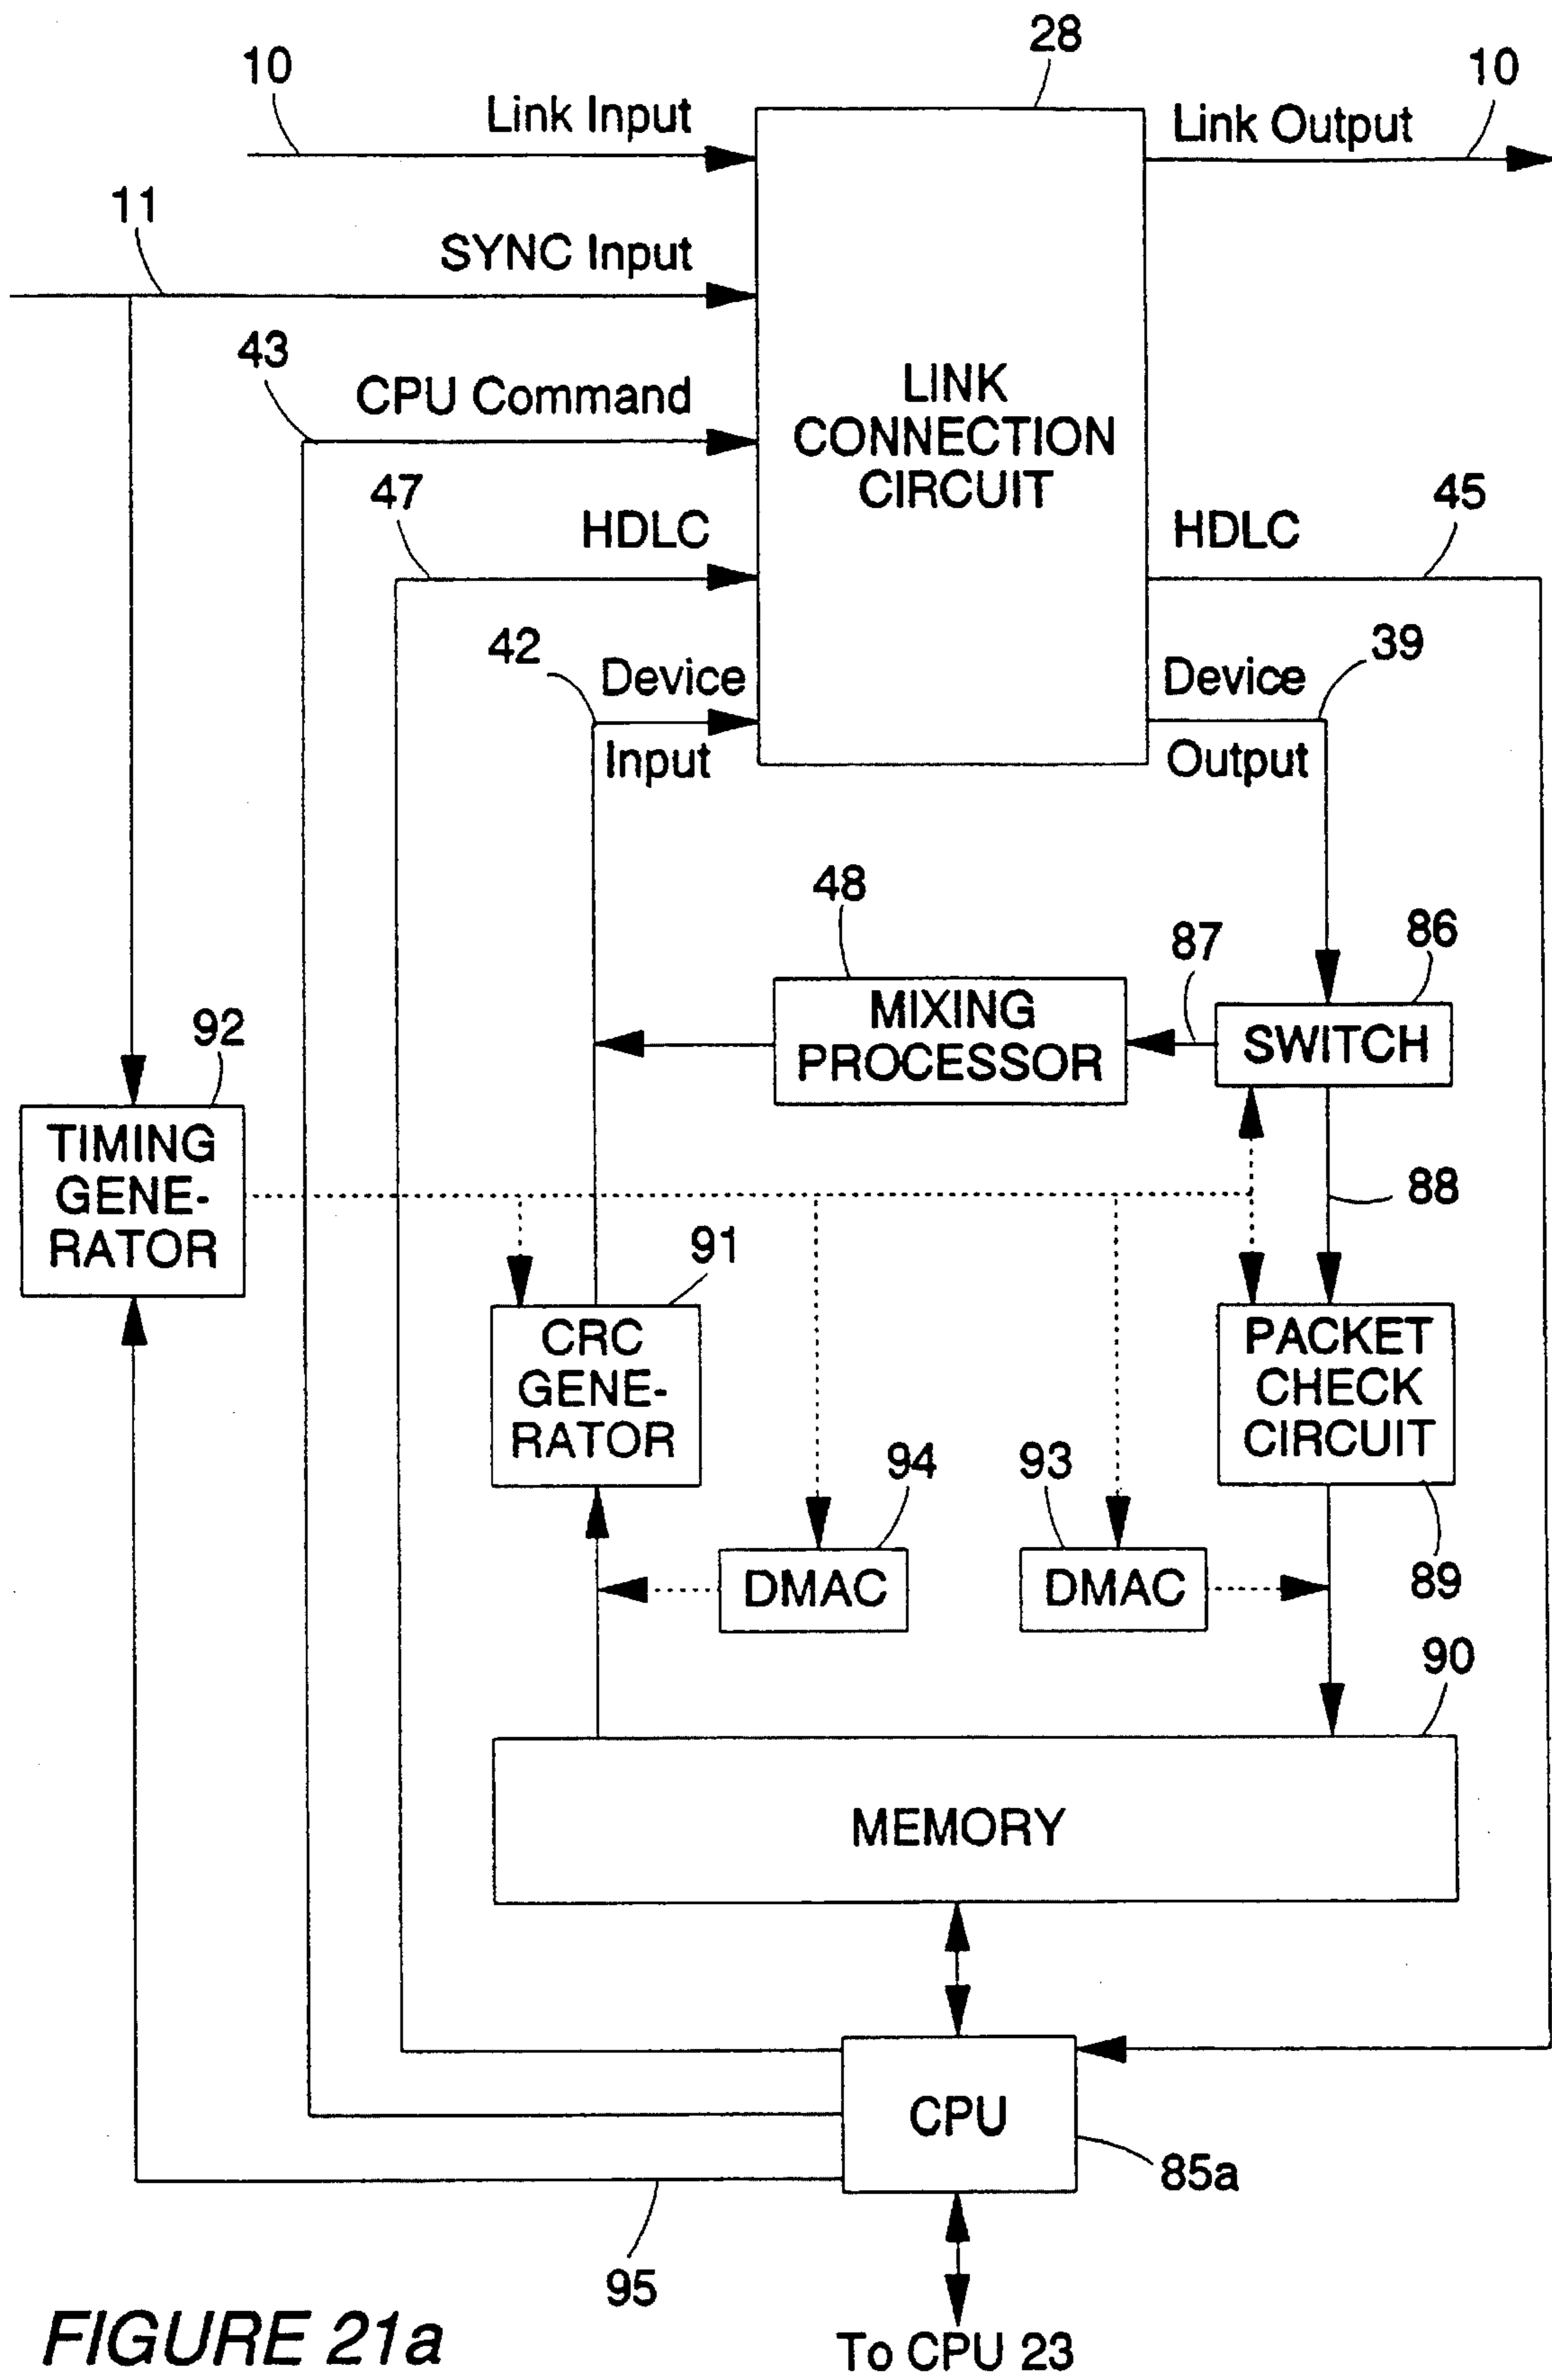 28
10
10
Link Input
Link Output
11
SYNC Input
43
CPU Command
LINK
CONNECTION
CIRCUIT
47
45
HDLC
HDLC
42
39
Device
Device
Input
Output
48
87
86
MIXING
PROCESSOR
SWITCH
92
TIMING
GENE-
RATOR
88
91
CRC
GENE-
RATOR
PACKET
CHECK
CIRCUIT
94
93
DMAC
DMAC
89
90
MEMORY
CPU
85a
95
FIGURE 21a
To CPU 23